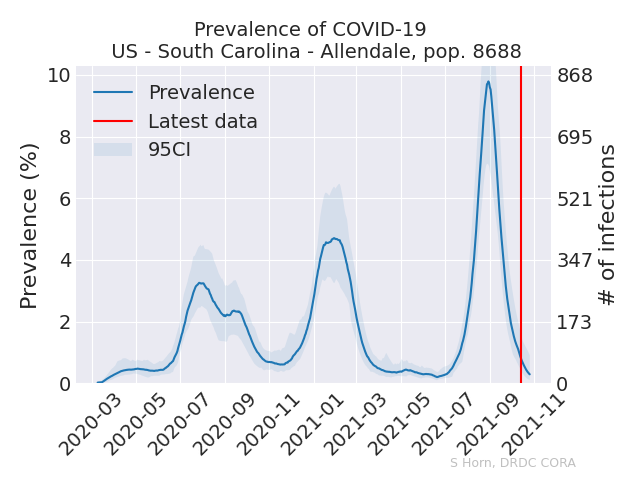 Prevalence of COVID-19
US - South Carolina - Allendale, pop. 8688
10
8
6
4
2
0
Prevalence (%)
Prevalence
Latest data
95CI
868
695
521
347
173
0
# of infections
2020-03
2020-05
2020-07
2020-09
2020-11
2021-01
2021-03
2021-05
2021-07
2021-09
2021-11
S Horn, DRDC CORA